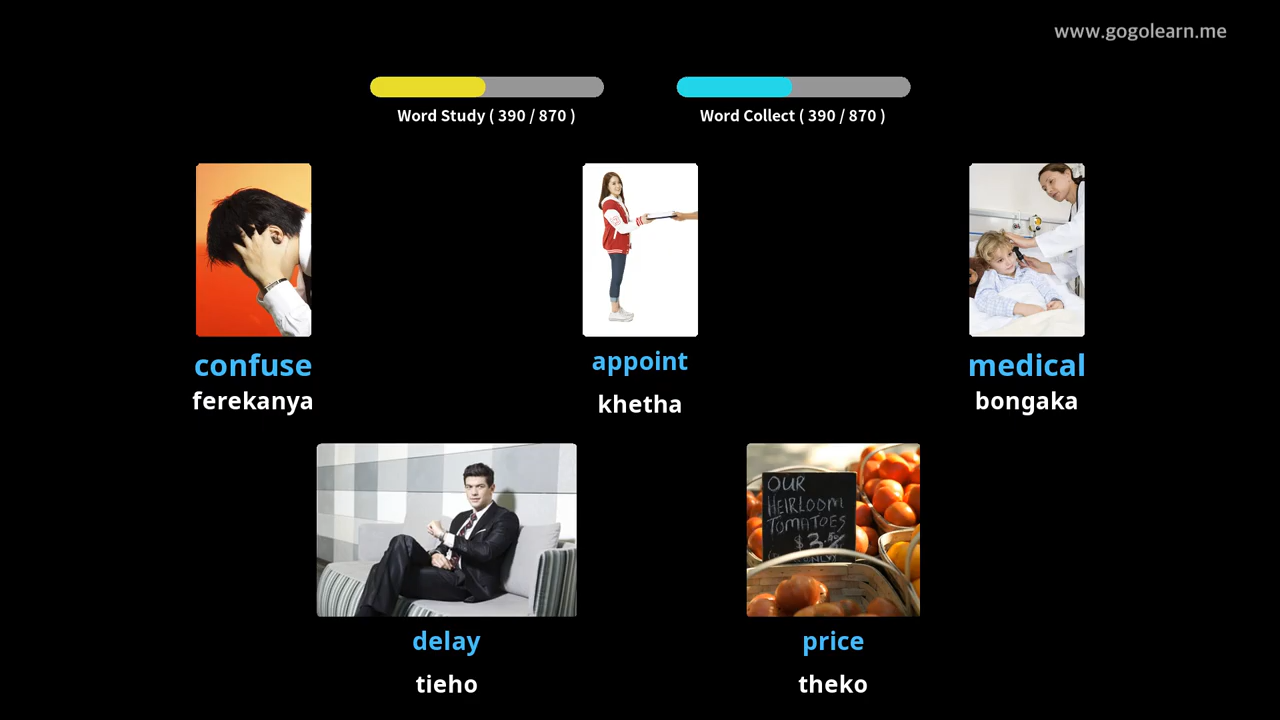 www.gogolearn.me
Word Study ( 390 / 870 )
Word Collect ( 390 / 870 )
confuse
ferekanya
appoint
khetha
medical
bongaka
OUR
HEIRLOOM
TOMATOES
delay
tieho
price
theko